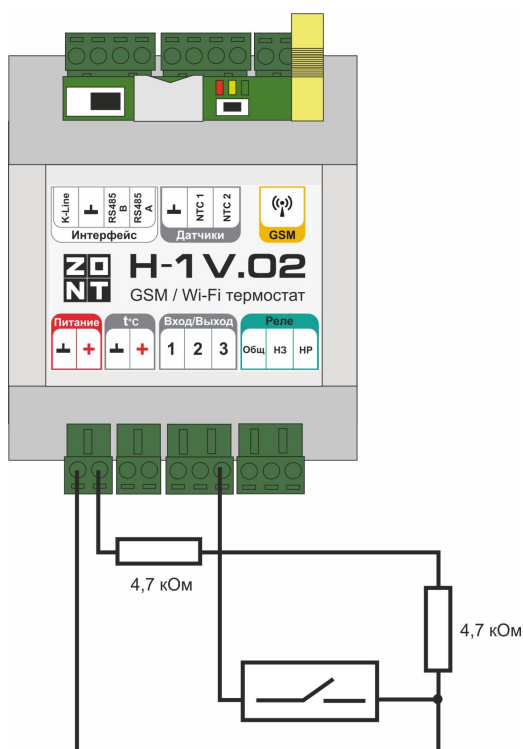 K-Line
RS485 B
RS485 A
NTC 1
NTC 2
Интерфейс
Датчики
GSM
ZONT
H-1V.02
GSM / Wi-Fi термостат
Питание
t°C
Вход/Выход
Реле
+
+
1
2
3
Общ
НЗ
НР
4,7 кОм
4,7 кОм